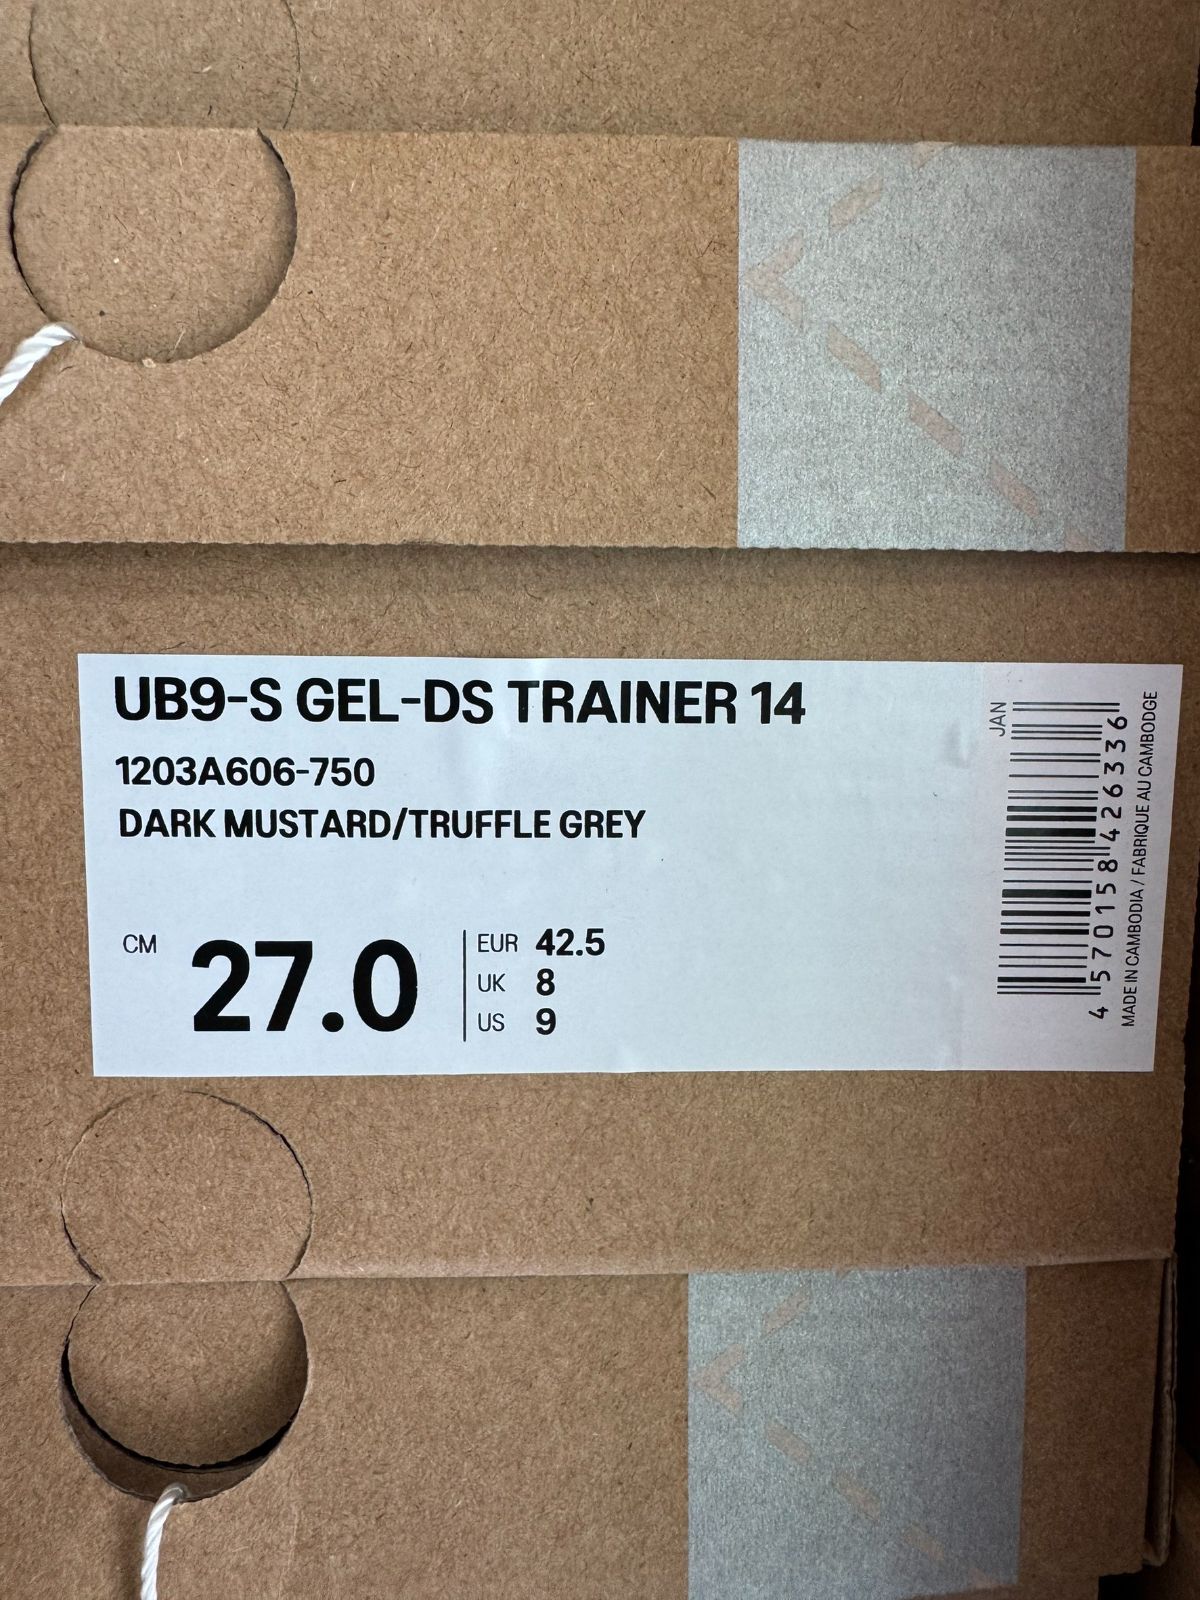 UB9-S GEL-DS TRAINER 14
1203A606-750
DARK MUSTARD/TRUFFLE GREY
CM 27.0
EUR 42.5
UK 8
US 9
JAN
4 570158 426336
MADE IN CAMBODIA / FABRIQUE AU CAMBODGE